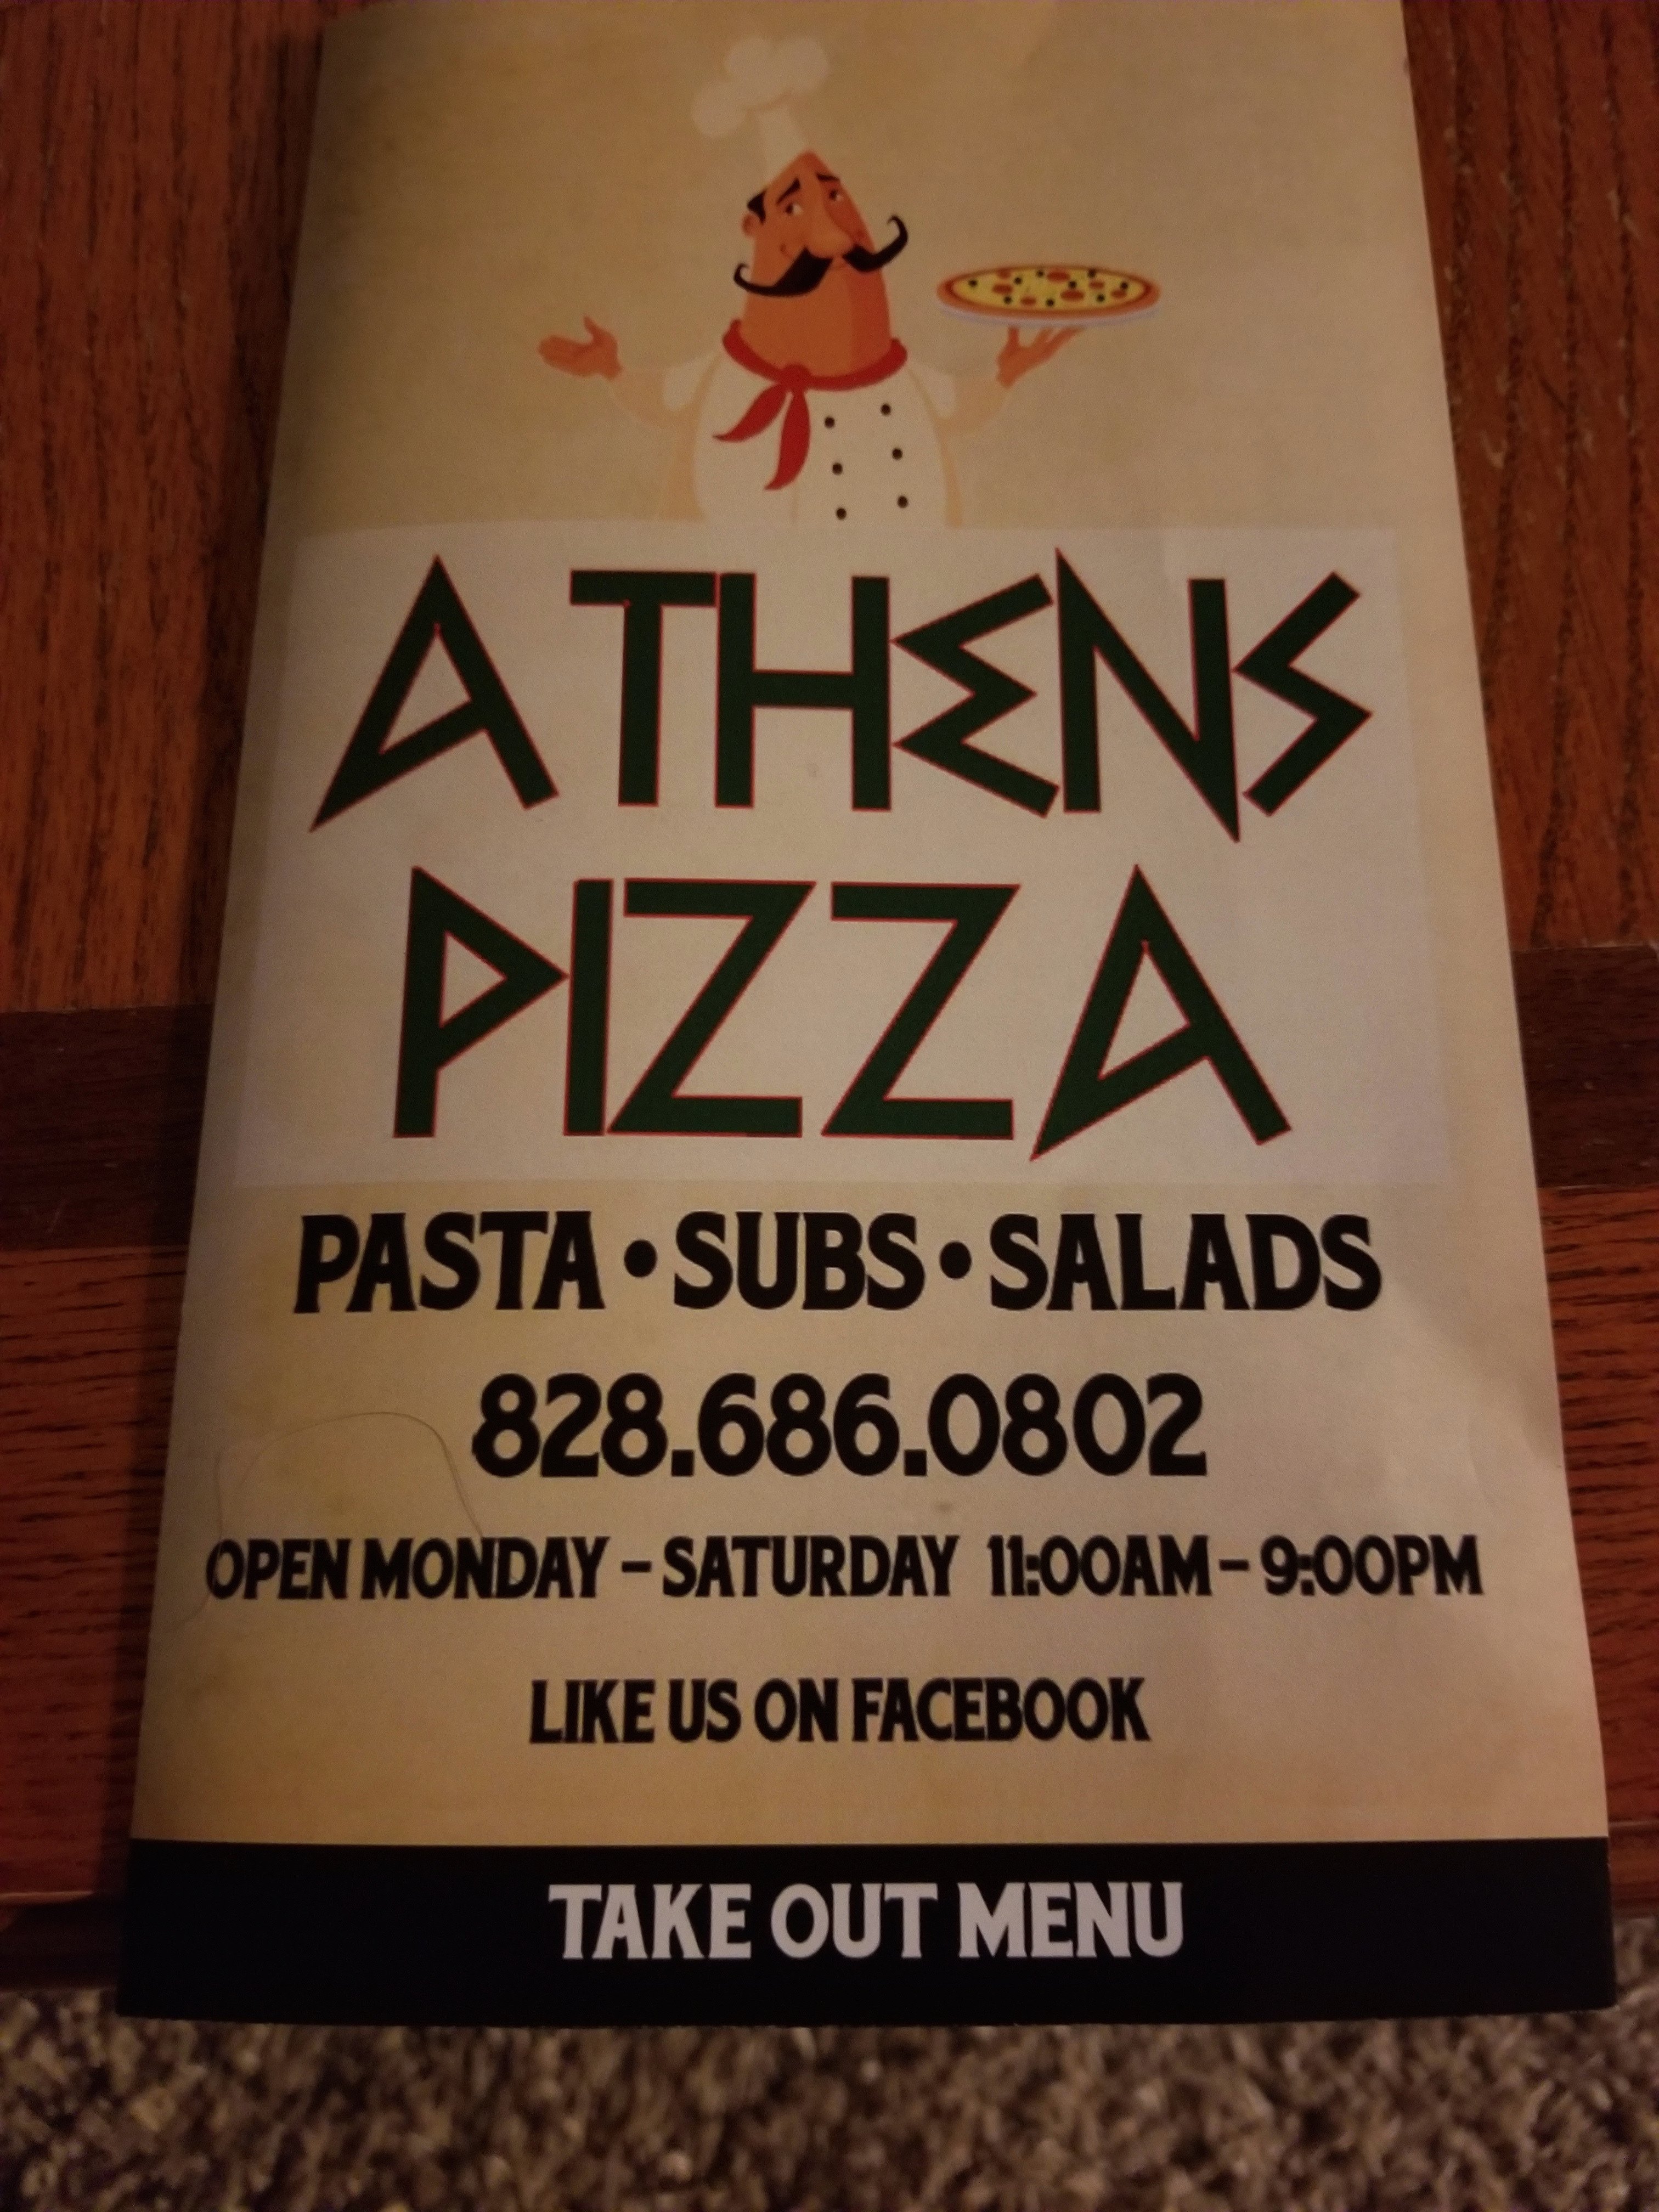 ATHENS
PIZZA
PASTA • SUBS • SALADS
828.686.0802
OPEN MONDAY – SATURDAY 11:00AM – 9:00PM
LIKE US ON FACEBOOK
TAKE OUT MENU